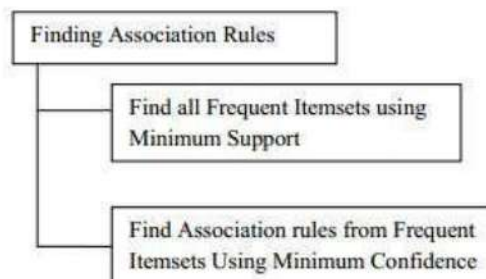 Finding Association Rules
Find all Frequent Itemsets using
Minimum Support
Find Association rules from Frequent
Itemsets Using Minimum Confidence